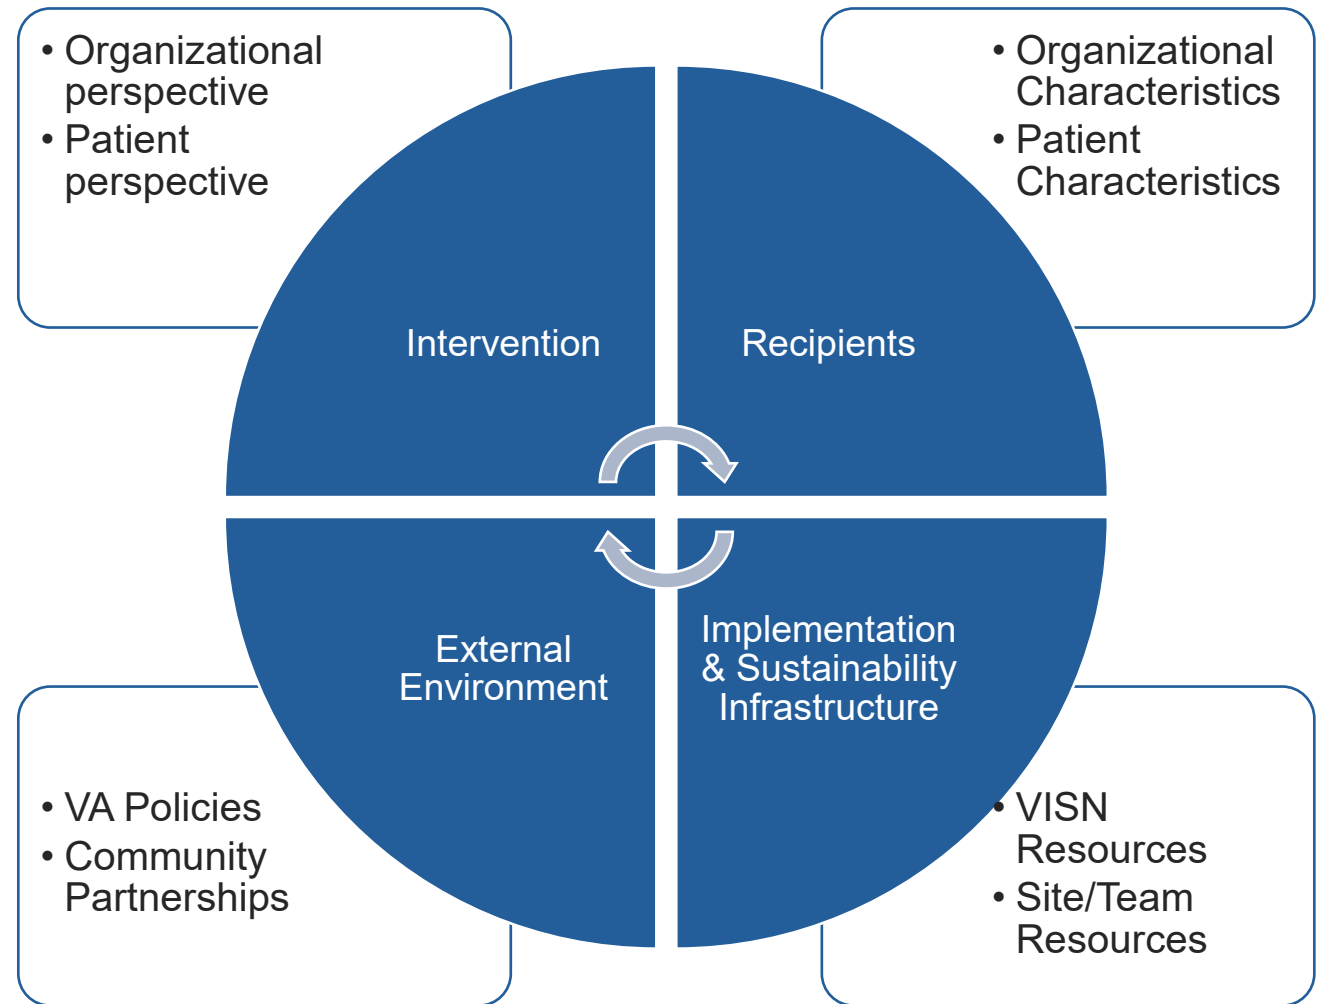 • Organizational
perspective
• Patient
perspective
• Organizational
Characteristics
• Patient
Characteristics
Intervention
Recipients
External
Environment
Implementation
& Sustainability
Infrastructure
• VA Policies
• Community
Partnerships
• VISN
Resources
• Site/Team
Resources